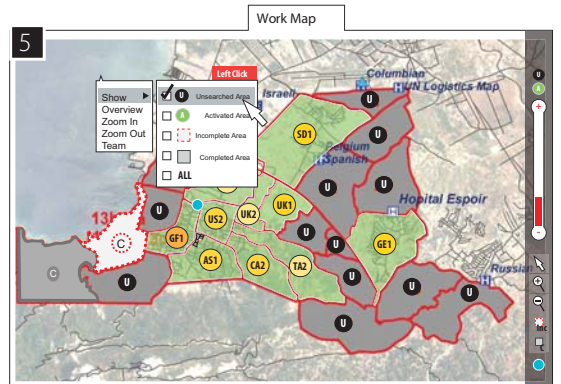 Work Map
5
Left Click
Show
Overview
Zoom In
Zoom Out
Team
U Unsearched Area
A Activated Area
Incomplete Area
Completed Area
ALL
Israeli
Columbian
UN Logistics Map
Belgium
Spanish
Hopital Espoir
Russian
SD1
UK1
UK2
US2
GF1
AS1
CA2
TA2
GE1
C
C
U
U
U
U
U
U
U
U
U
U
U
U
U
U
A
+
-
Inc
C